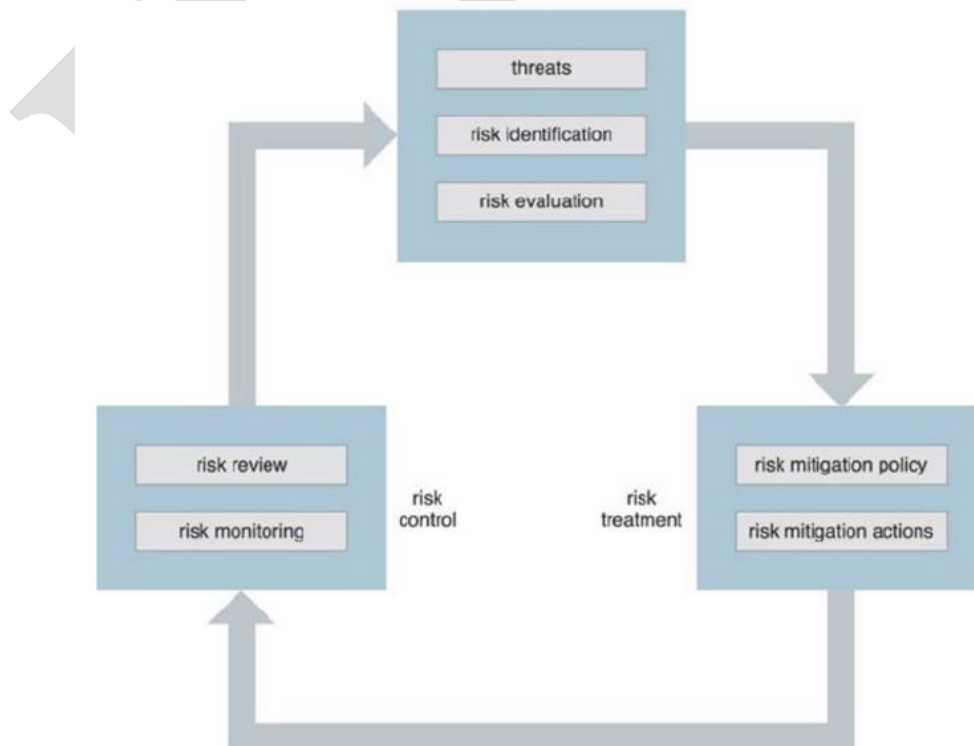 threats
risk identification
risk evaluation
risk review
risk monitoring
risk
control
risk
treatment
risk mitigation policy
risk mitigation actions